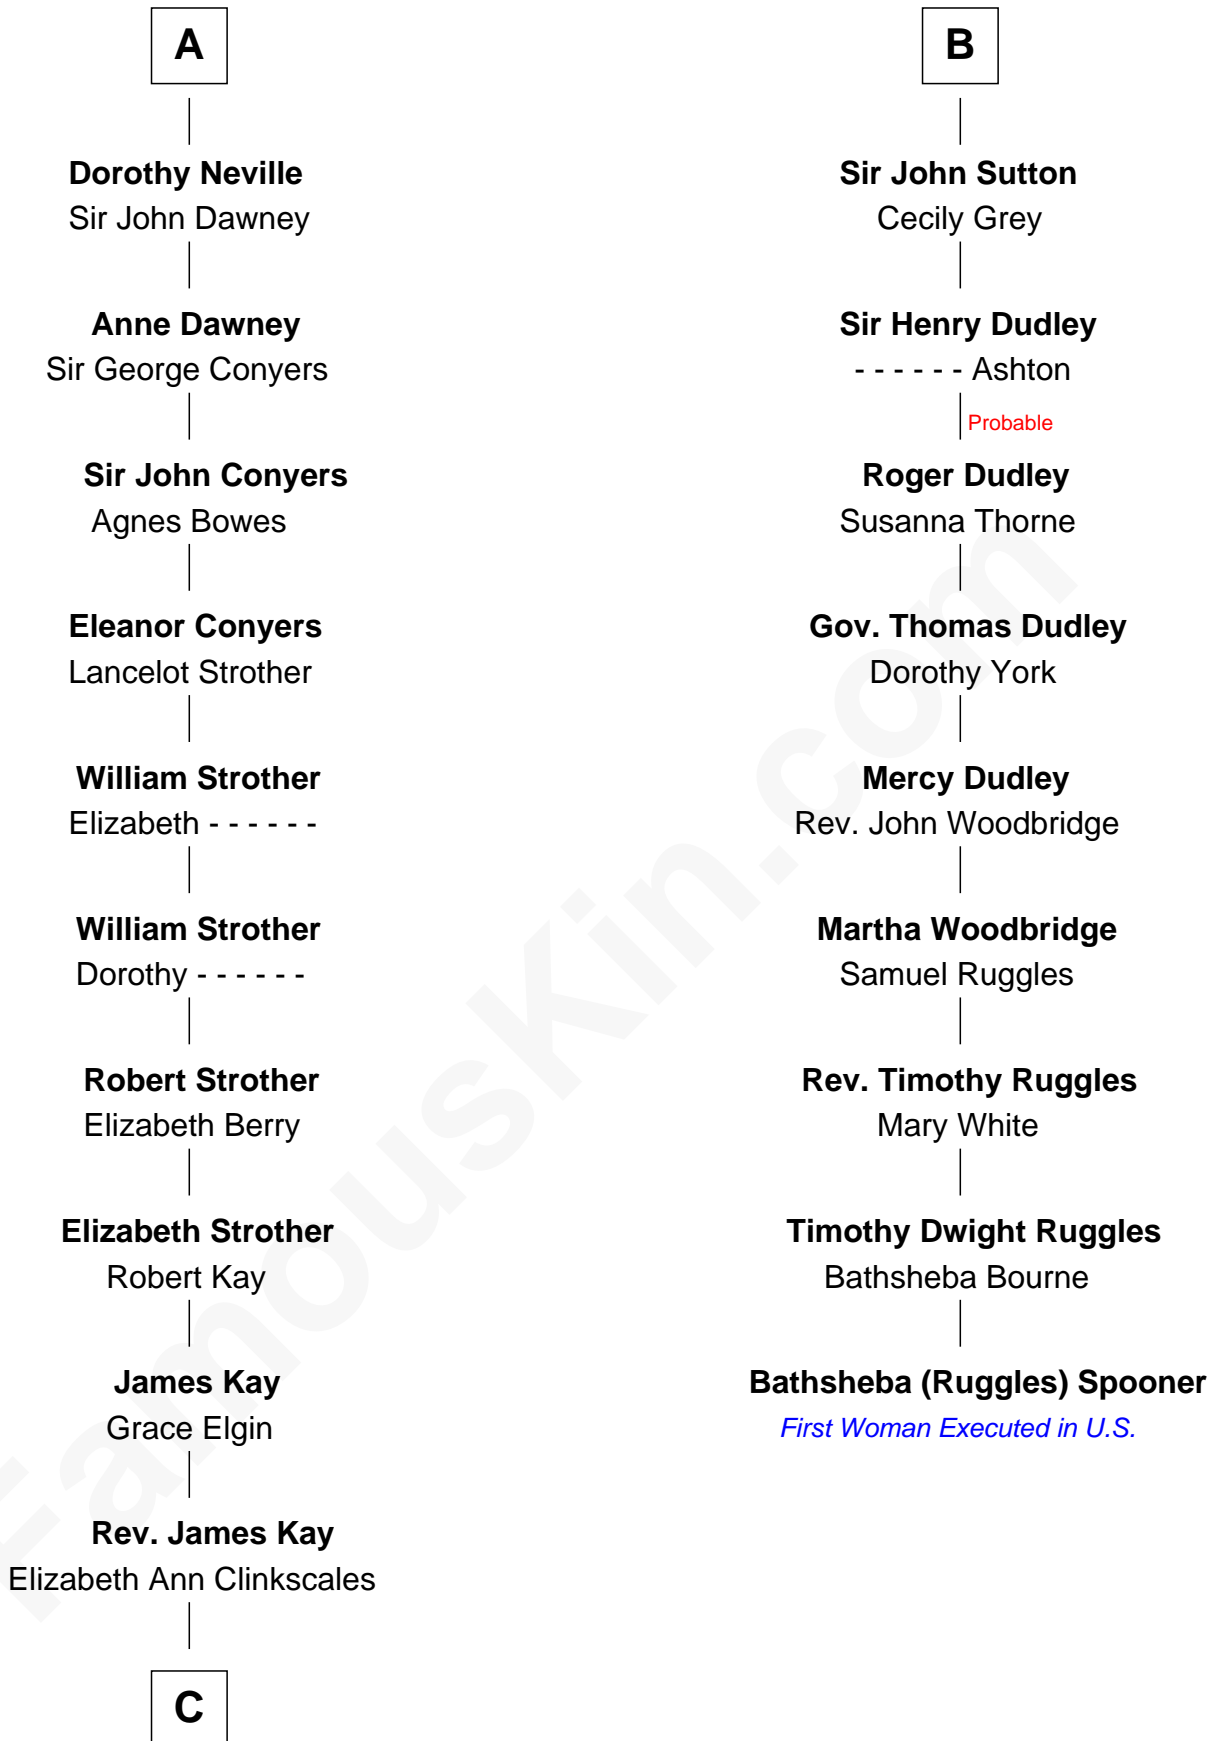 A
Dorothy Neville
Sir John Dawney
Anne Dawney
Sir George Conyers
Sir John Conyers
Agnes Bowes
Eleanor Conyers
Lancelot Strother
William Strother
Elizabeth - - - - - -
William Strother
Dorothy - - - - - -
Robert Strother
Elizabeth Berry
Elizabeth Strother
Robert Kay
James Kay
Grace Elgin
Rev. James Kay
Elizabeth Ann Clinkscales
C
B
Sir John Sutton
Cecily Grey
Sir Henry Dudley
- - - - - - Ashton
Probable
Roger Dudley
Susanna Thorne
Gov. Thomas Dudley
Dorothy York
Mercy Dudley
Rev. John Woodbridge
Martha Woodbridge
Samuel Ruggles
Rev. Timothy Ruggles
Mary White
Timothy Dwight Ruggles
Bathsheba Bourne
Bathsheba (Ruggles) Spooner
First Woman Executed in U.S.
FamousKin.com